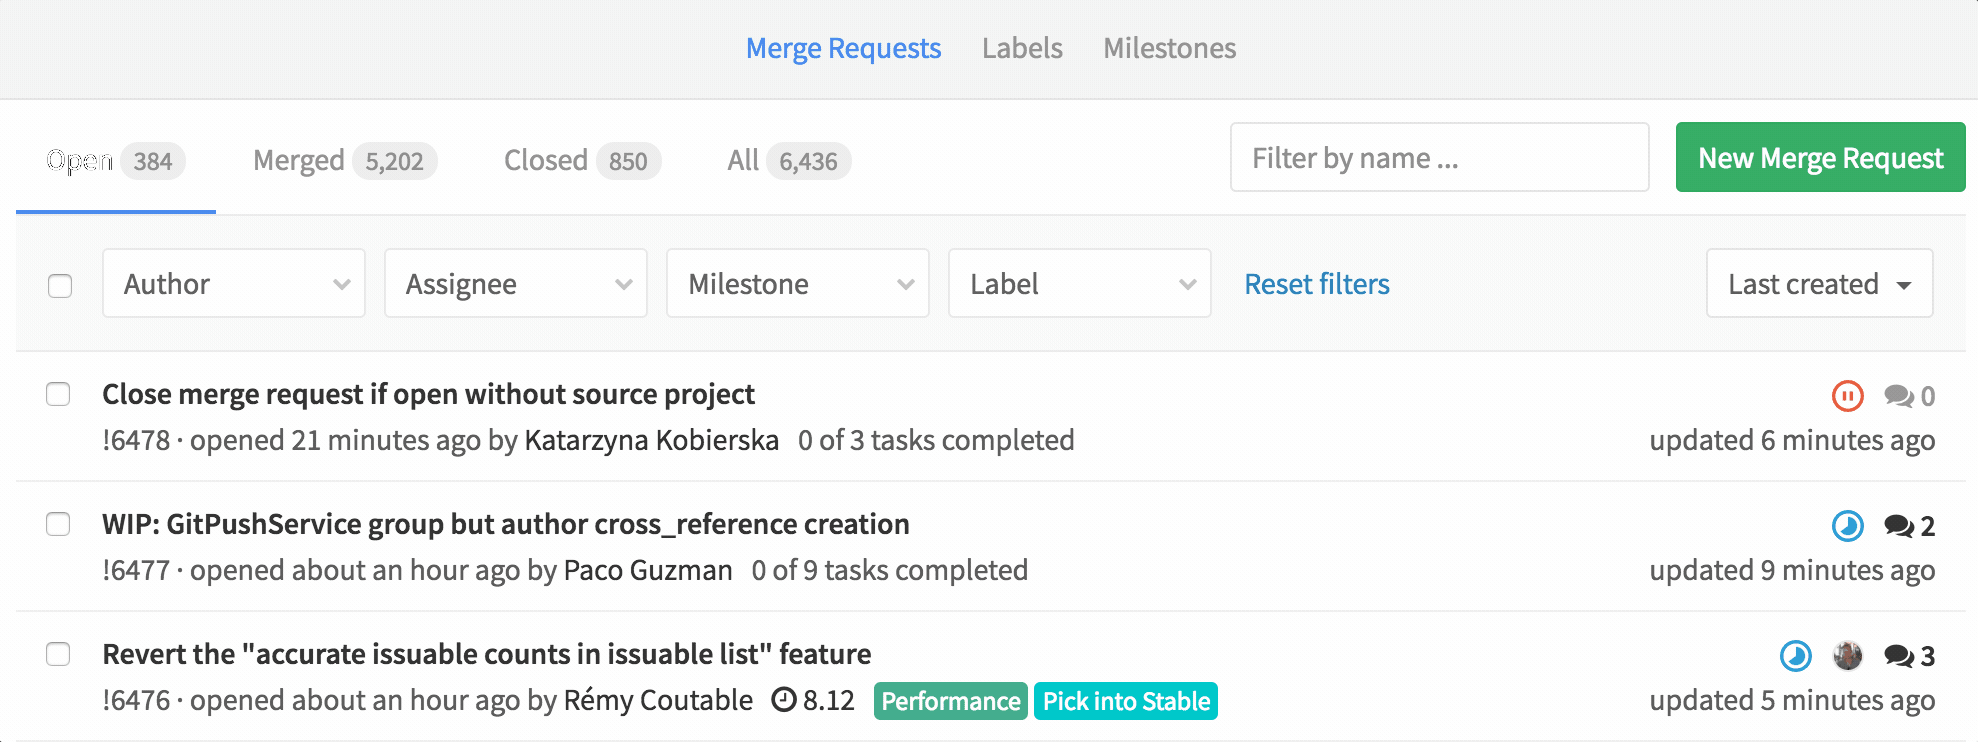 Merge Requests Labels Milestones
Open 384 Merged 5,202 Closed 850 All 6,436 Filter by name ... New Merge Request
Author Assignee Milestone Label Reset filters Last created
Close merge request if open without source project 0
!6478 · opened 21 minutes ago by Katarzyna Kobierska 0 of 3 tasks completed updated 6 minutes ago
WIP: GitPushService group but author cross_reference creation 2
!6477 · opened about an hour ago by Paco Guzman 0 of 9 tasks completed updated 9 minutes ago
Revert the "accurate issuable counts in issuable list" feature 3
!6476 · opened about an hour ago by Rémy Coutable 8.12 Performance Pick into Stable updated 5 minutes ago